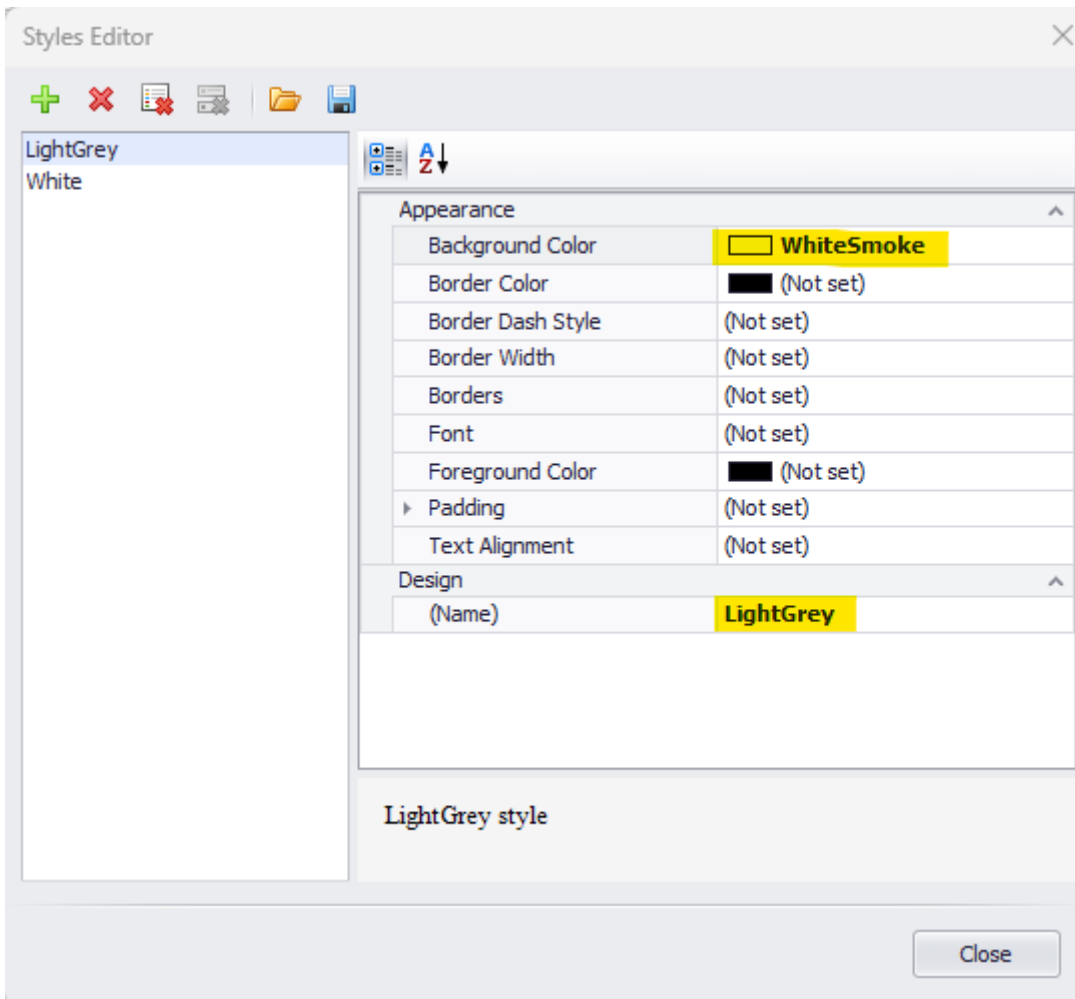 Styles Editor
LightGrey
White
A
Z
Appearance
Background Color WhiteSmoke
Border Color (Not set)
Border Dash Style (Not set)
Border Width (Not set)
Borders (Not set)
Font (Not set)
Foreground Color (Not set)
Padding (Not set)
Text Alignment (Not set)
Design
(Name) LightGrey
LightGrey style
Close